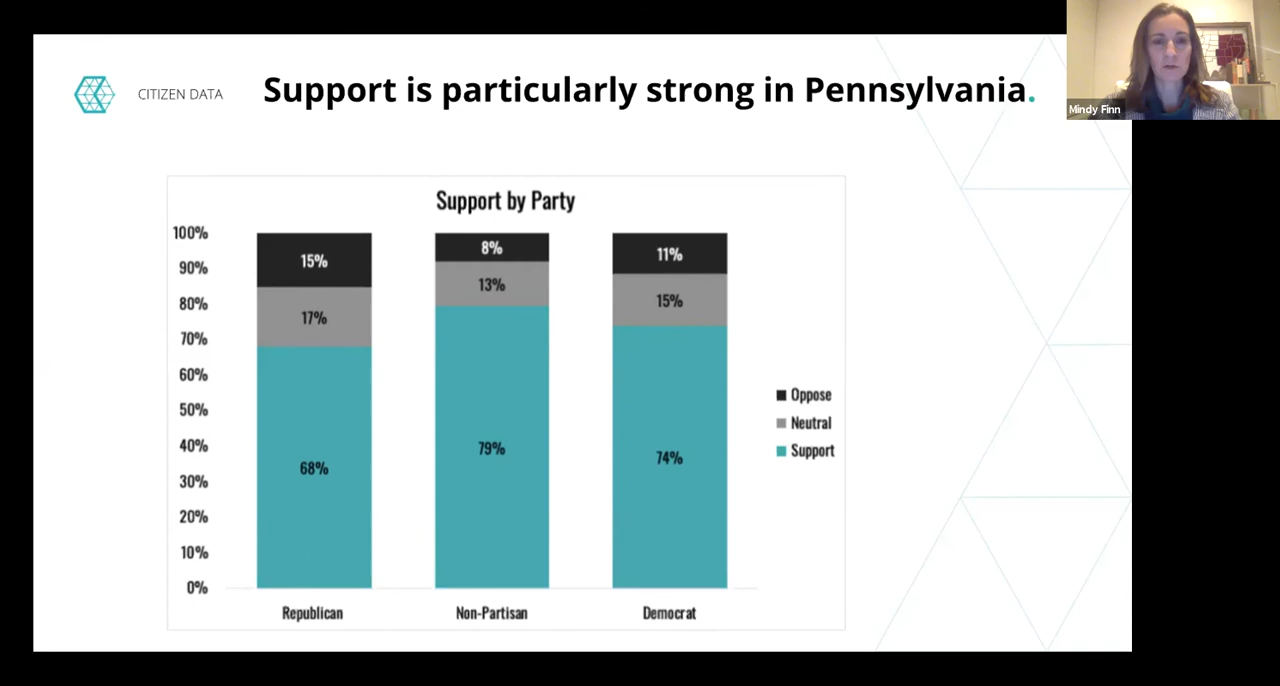 CITIZEN DATA
Support is particularly strong in Pennsylvania.
Mindy Finn
Support by Party
100%
90%
80%
70%
60%
50%
40%
30%
20%
10%
0%
15%
17%
68%
8%
13%
79%
11%
15%
74%
Oppose
Neutral
Support
Republican
Non-Partisan
Democrat